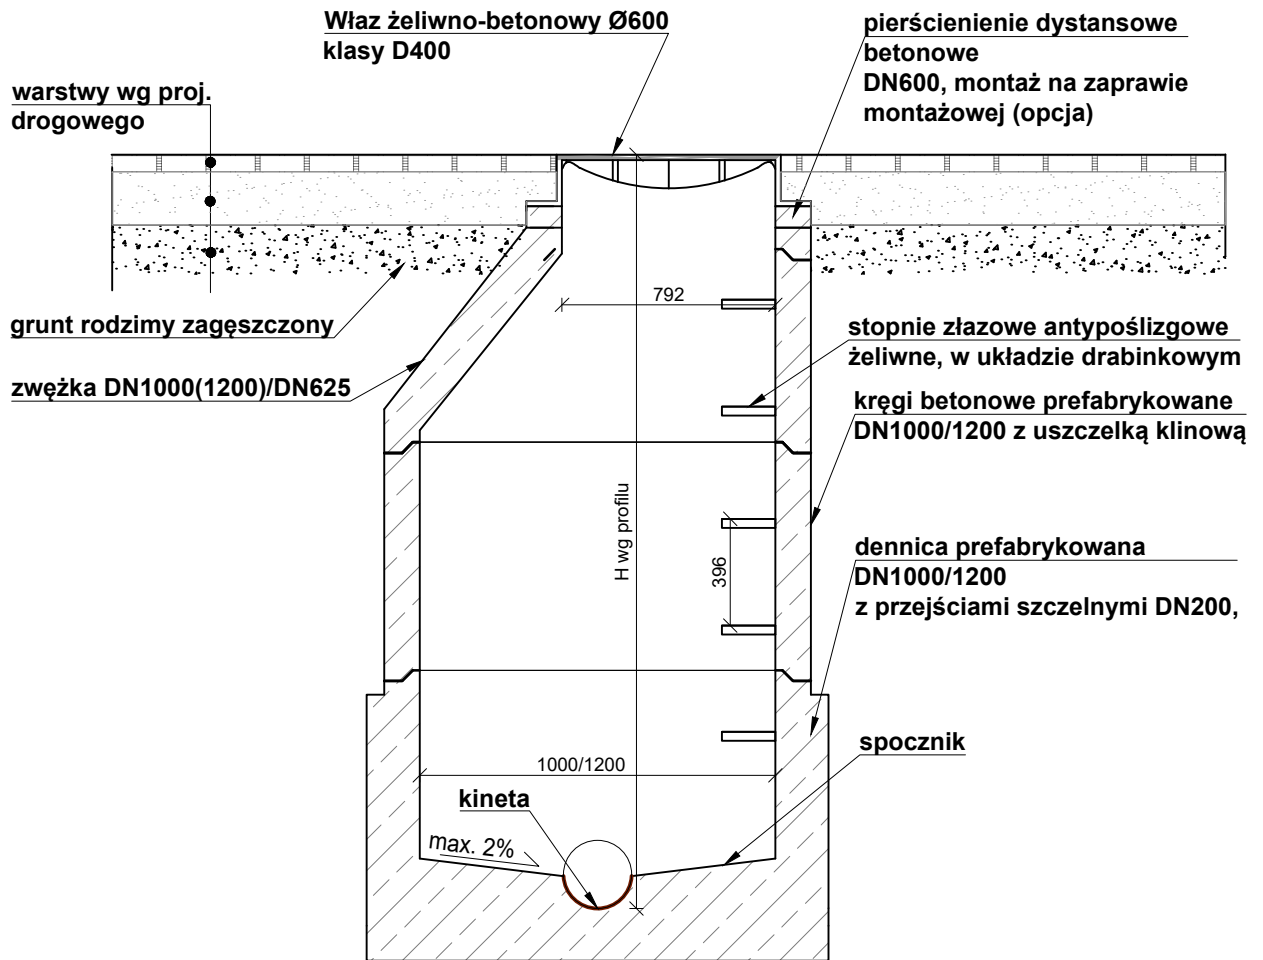 Właz żeliwno-betonowy Ø600
klasy D400
pierścienienie dystansowe
betonowe
DN600, montaż na zaprawie
montażowej (opcja)
warstwy wg proj.
drogowego
792
grunt rodzimy zagęszczony
stopnie złazowe antypoślizgowe
żeliwne, w układzie drabinkowym
zwężka DN1000(1200)/DN625
kręgi betonowe prefabrykowane
DN1000/1200 z uszczelką klinową
H wg profilu
396
dennica prefabrykowana
DN1000/1200
z przejściami szczelnymi DN200,
spocznik
1000/1200
kineta
max. 2%